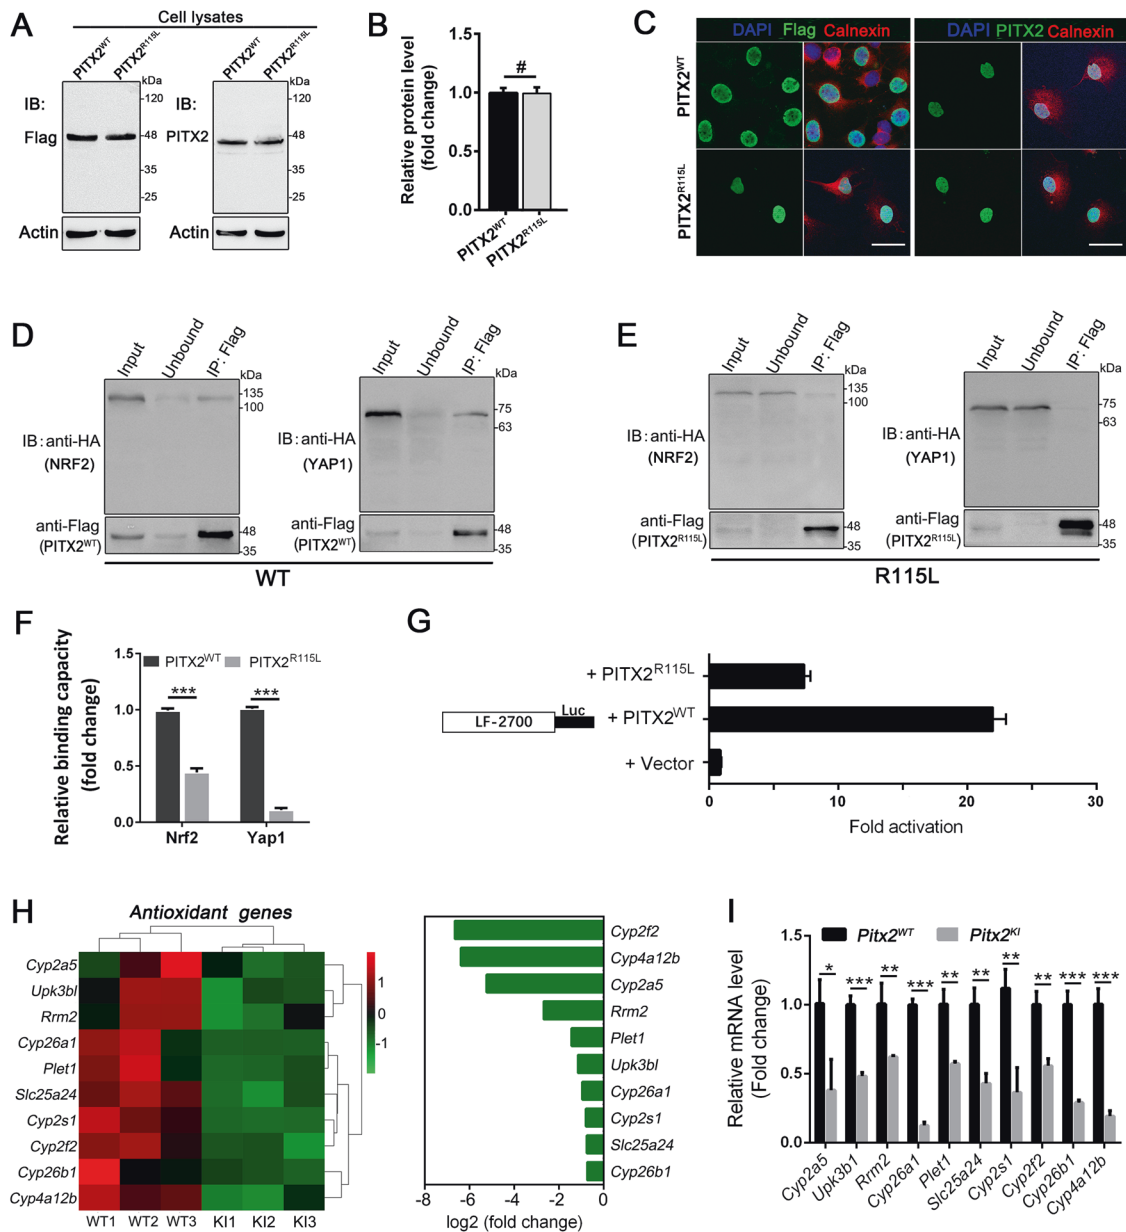 A
Cell lysates
PITX2WT
PITX2R115L
PITX2WT
PITX2R115L
kDa
kDa
IB:
Flag
120
48
35
25
IB:
PITX2
120
48
35
25
Actin
Actin
B
Relative protein level
(fold change)
1.5
1.0
0.5
0.0
#
PITX2WT
PITX2R115L
C
DAPI Flag Calnexin
DAPI PITX2 Calnexin
PITX2WT
PITX2R115L
D
Input
Unbound
IP: Flag
kDa
135
100
IB: anti-HA
(NRF2)
anti-Flag
(PITX2WT)
48
35
Input
Unbound
IP: Flag
kDa
75
63
IB: anti-HA
(YAP1)
anti-Flag
(PITX2WT)
48
35
WT
E
Input
Unbound
IP: Flag
kDa
135
100
IB: anti-HA
(NRF2)
anti-Flag
(PITX2R115L)
48
35
Input
Unbound
IP: Flag
kDa
75
63
IB: anti-HA
(YAP1)
anti-Flag
(PITX2R115L)
48
35
R115L
F
Relative binding capacity
(fold change)
1.5
1.0
0.5
0.0
PITX2WT
PITX2R115L
***
***
Nrf2
Yap1
G
LF-2700
Luc
+ PITX2R115L
+ PITX2WT
+ Vector
0
10
20
30
Fold activation
H
Antioxidant genes
Cyp2a5
Upk3bl
Rrm2
Cyp26a1
Plet1
Slc25a24
Cyp2s1
Cyp2f2
Cyp26b1
Cyp4a12b
WT1
WT2
WT3
KI1
KI2
KI3
1
0
-1
Cyp2f2
Cyp4a12b
Cyp2a5
Rrm2
Plet1
Upk3bl
Cyp26a1
Cyp2s1
Slc25a24
Cyp26b1
-8
-6
-4
-2
0
log2 (fold change)
I
Pitx2WT
Pitx2KI
Relative mRNA level
(Fold change)
1.5
1.0
0.5
0.0
*
***
**
***
**
**
**
**
***
***
Cyp2a5
Upk3b1
Rrm2
Cyp26a1
Plet1
Slc25a24
Cyp2s1
Cyp2f2
Cyp26b1
Cyp4a12b